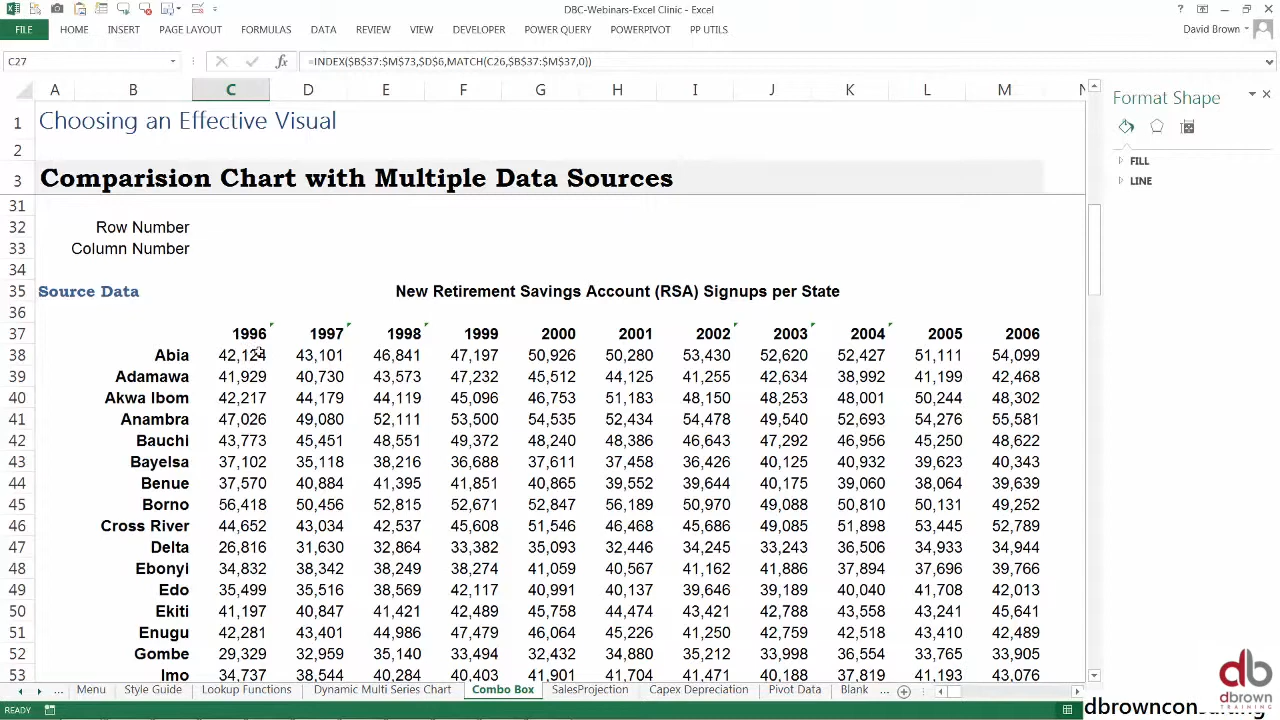 DBC-Webinars-Excel Clinic - Excel
FILE HOME INSERT PAGE LAYOUT FORMULAS DATA REVIEW VIEW DEVELOPER POWER QUERY POWERPIVOT PP UTILS David Brown
C27 fx =INDEX($B$37:$M$73,$D$6,MATCH(C26,$B$37:$M$37,0))
A B C D E F G H I J K L M
Format Shape
FILL
LINE
1 Choosing an Effective Visual
2
3 Comparision Chart with Multiple Data Sources
31
32 Row Number
33 Column Number
34
35 Source Data New Retirement Savings Account (RSA) Signups per State
36
37 1996 1997 1998 1999 2000 2001 2002 2003 2004 2005 2006
38 Abia 42,124 43,101 46,841 47,197 50,926 50,280 53,430 52,620 52,427 51,111 54,099
39 Adamawa 41,929 40,730 43,573 47,232 45,512 44,125 41,255 42,634 38,992 41,199 42,468
40 Akwa Ibom 42,217 44,179 44,119 45,096 46,753 51,183 48,150 48,253 48,001 50,244 48,302
41 Anambra 47,026 49,080 52,111 53,500 54,535 52,434 54,478 49,540 52,693 54,276 55,581
42 Bauchi 43,773 45,451 48,551 49,372 48,240 48,386 46,643 47,292 46,956 45,250 48,622
43 Bayelsa 37,102 35,118 38,216 36,688 37,611 37,458 36,426 40,125 40,932 39,623 40,343
44 Benue 37,570 40,884 41,395 41,851 40,865 39,552 39,644 40,175 39,060 38,064 39,639
45 Borno 56,418 50,456 52,815 52,671 52,847 56,189 50,970 49,088 50,810 50,131 49,252
46 Cross River 44,652 43,034 42,537 45,608 51,546 46,468 45,686 49,085 51,898 53,445 52,789
47 Delta 26,816 31,630 32,864 33,382 35,093 32,446 34,245 33,243 36,506 34,933 34,944
48 Ebonyi 34,832 38,342 38,249 38,274 41,059 40,567 41,162 41,886 37,894 37,696 39,766
49 Edo 35,499 35,516 38,569 42,117 40,991 40,137 39,646 39,189 40,040 41,708 42,013
50 Ekiti 41,197 40,847 41,421 42,489 45,758 44,474 43,421 42,788 43,558 43,241 45,641
51 Enugu 42,281 43,401 44,986 47,479 46,064 45,226 41,250 42,759 42,518 43,410 42,489
52 Gombe 29,329 32,959 35,140 33,494 32,432 34,880 35,212 33,454 36,546 33,765 33,905
53 Imo 34,737 38,544 40,353 40,403 41,901 41,704 41,471 40,834 37,819 41,193 43,076
... Menu Style Guide Lookup Functions Dynamic Mult Series Chart Combo Box SalesProjection Capex Depreciation Pivot Data Blank ...
READY
db
dbrown
TRAINING
dbrownconsulting